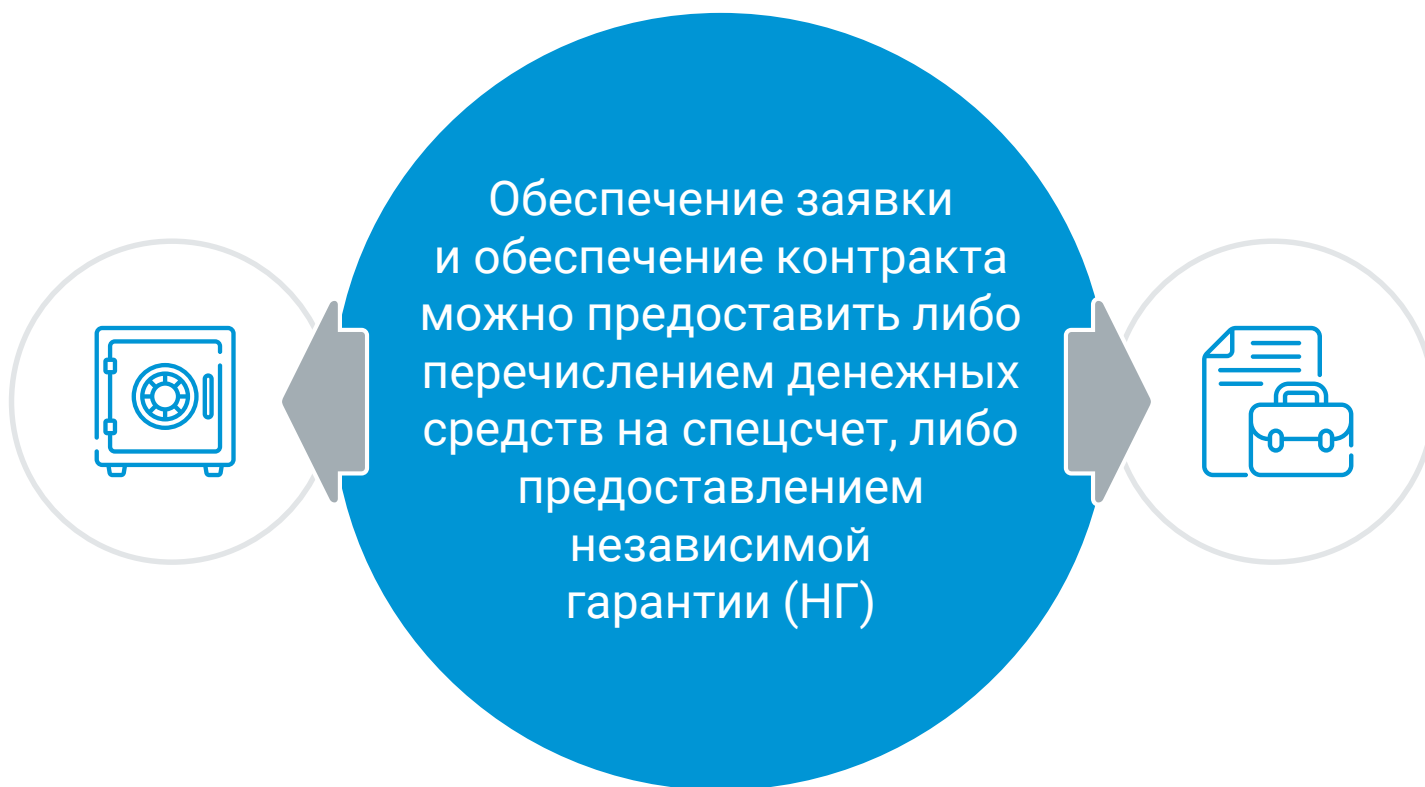 Обеспечение заявки
и обеспечение контракта
можно предоставить либо
перечислением денежных
средств на спецсчет, либо
предоставлением
независимой
гарантии (НГ)